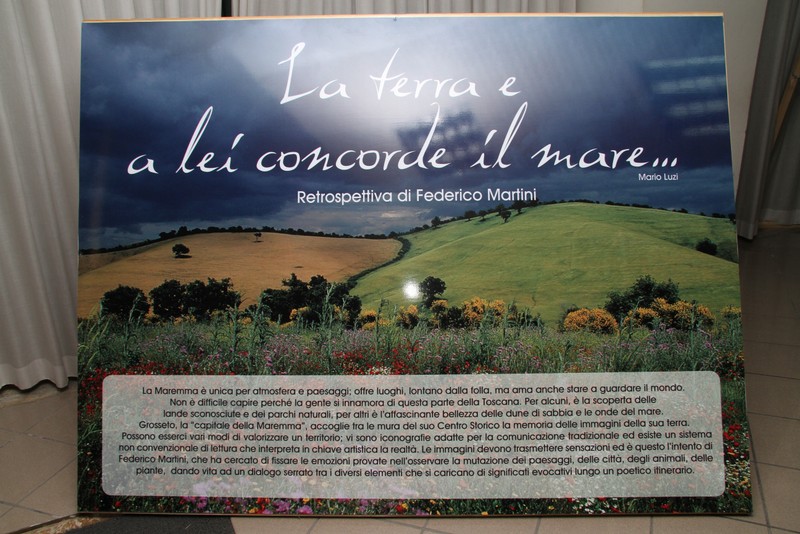 La terra e
a lei concorde il mare...
Mario Luzi
Retrospettiva di Federico Martini
La Maremma è unica per atmosfera e paesaggi; offre luoghi, lontano dalla folla, ma ama anche stare a guardare il mondo.
Non è difficile capire perché la gente si innamora di questa parte della Toscana. Per alcuni, è la scoperta delle
lande sconosciute e dei parchi naturali, per altri è l'affascinante bellezza delle dune di sabbia e le onde del mare.
Grosseto, la "capitale della Maremma", accoglie fra le mura del suo Centro Storico la memoria delle immagini della sua terra.
Possono esserci vari modi di valorizzare un territorio; vi sono iconografie adatte per la comunicazione tradizionale ed esiste un sistema
non convenzionale di lettura che interpreta in chiave artistica la realtà. Le immagini devono trasmettere sensazioni ed è questo l'intento di
Federico Martini, che ha cercato di fissare le emozioni provate nell'osservare la mutazione dei paesaggi, delle città, degli animali, delle
piante, dando vita ad un dialogo serrato tra i diversi elementi che si caricano di significati evocativi lungo un poetico itinerario.